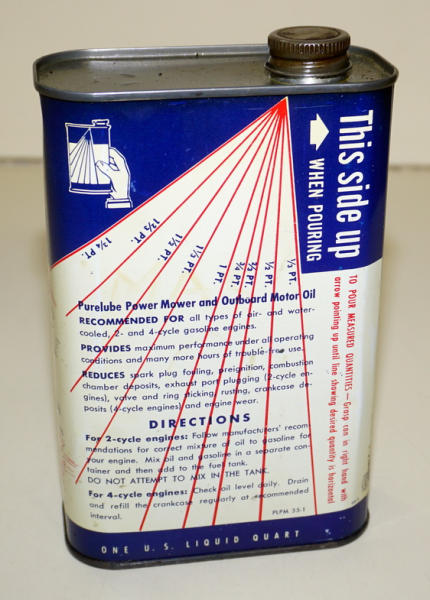 This side up
WHEN POURING
TO POUR MEASURED QUANTITIES — Grasp can in right hand with
arrow pointing up until line showing desired quantity is horizontal
1¾ PT.
1⅔ PT.
1½ PT.
1⅓ PT.
1 PT.
¾ PT.
⅔ PT.
½ PT.
⅓ PT.
Purelube Power Mower and Outboard Motor Oil
RECOMMENDED FOR all types of air- and water-
cooled, 2- and 4-cycle gasoline engines.
PROVIDES maximum performance under all operating
conditions and many more hours of trouble-free use.
REDUCES spark plug fouling, preignition, combustion
chamber deposits, exhaust port plugging (2-cycle en-
gines), valve and ring sticking, rusting, crankcase de-
posits (4-cycle engines) and engine wear.
DIRECTIONS
For 2-cycle engines: Follow manufacturers' recom-
mendations for correct mixture of oil to gasoline for
your engine. Mix oil and gasoline in a separate con-
tainer and then add to the fuel tank.
DO NOT ATTEMPT TO MIX IN THE TANK.
For 4-cycle engines: Check oil level daily. Drain
and refill the crankcase regularly at recommended
interval.
PLPM 55-1
ONE U. S. LIQUID QUART